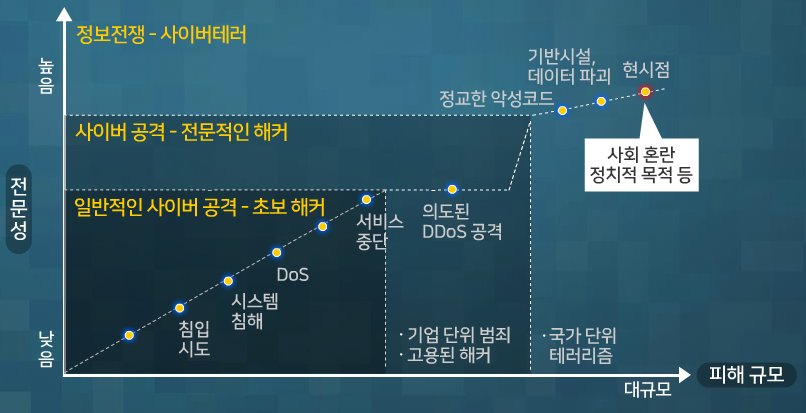 정보전쟁 - 사이버테러
높음
기반시설,
데이터 파괴
현시점
정교한 악성코드
사이버 공격 - 전문적인 해커
사회 혼란
정치적 목적 등
전문성
일반적인 사이버 공격 - 초보 해커
서비스
중단
의도된
DDoS 공격
DoS
시스템
침해
침입
시도
낮음
· 기업 단위 범죄
· 고용된 해커
· 국가 단위
테러리즘
피해 규모
대규모